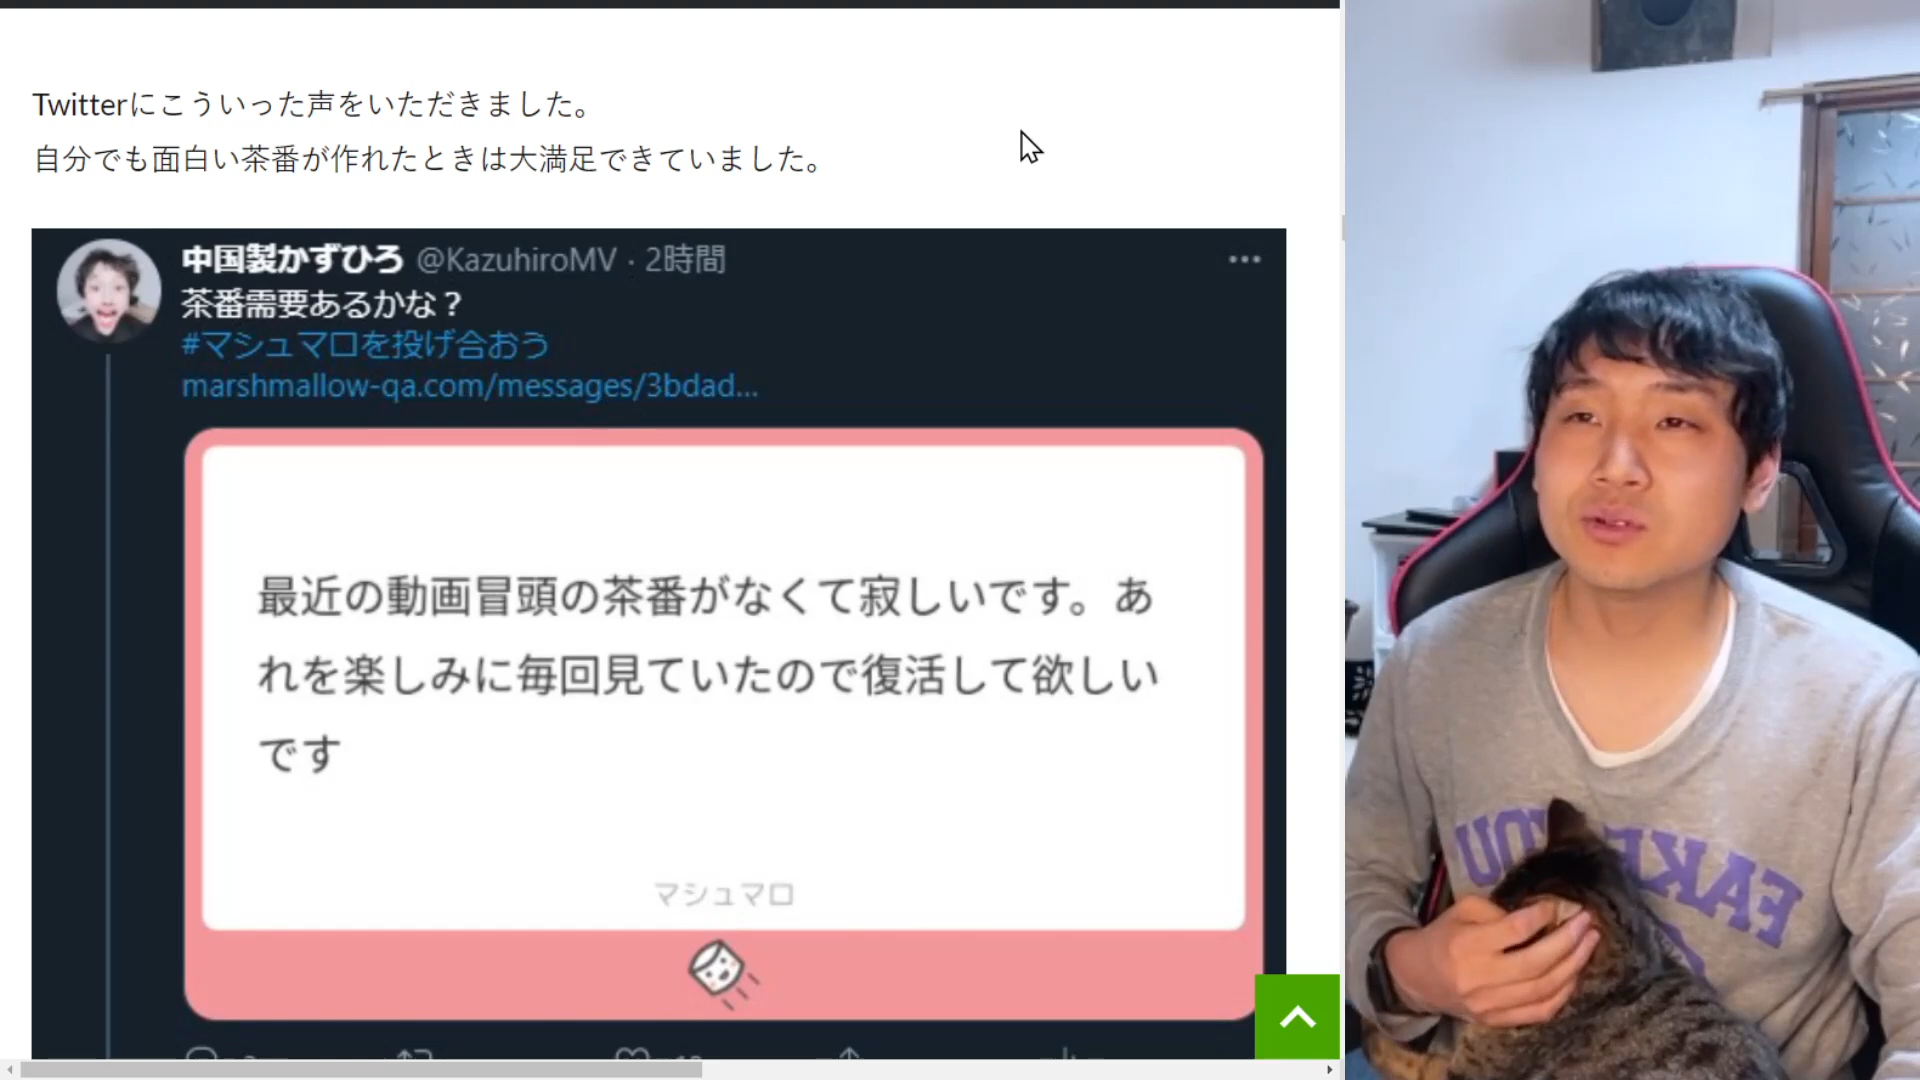 Twitterにこういった声をいただきました。
自分でも面白い茶番が作れたときは大満足できていました。
中国製かずひろ @KazuhiroMV · 2時間
茶番需要あるかな？
#マシュマロを投げ合おう
marshmallow-qa.com/messages/3bdad...
最近の動画冒頭の茶番がなくて寂しいです。あ
れを楽しみに毎回見ていたので復活して欲しい
です
マシュマロ